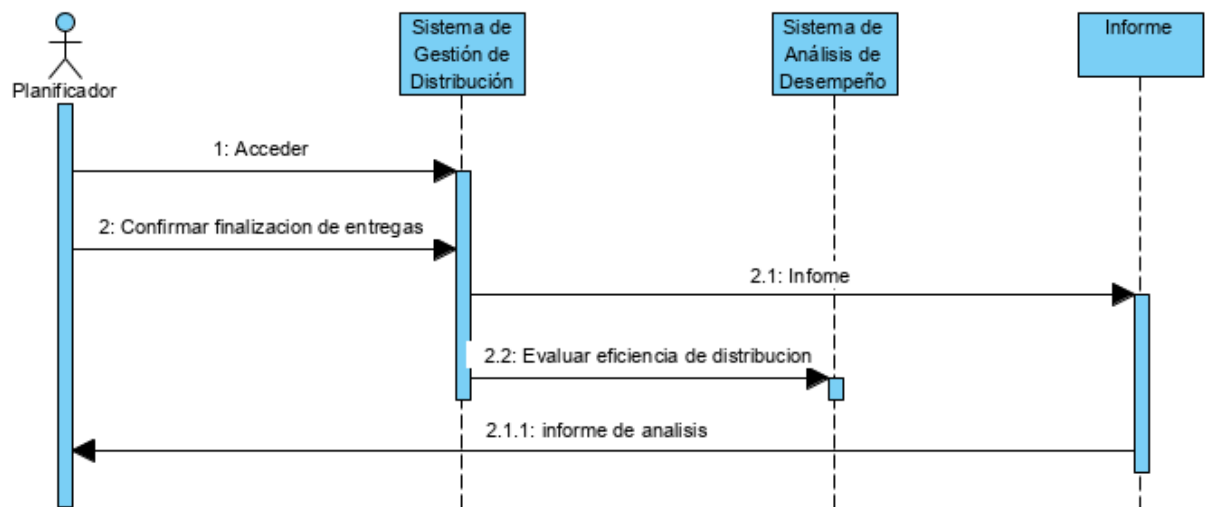 Planificador
Sistema de
Gestión de
Distribución
Sistema de
Análisis de
Desempeño
Informe
1: Acceder
2: Confirmar finalizacion de entregas
2.1: Infome
2.2: Evaluar eficiencia de distribucion
2.1.1: informe de analisis